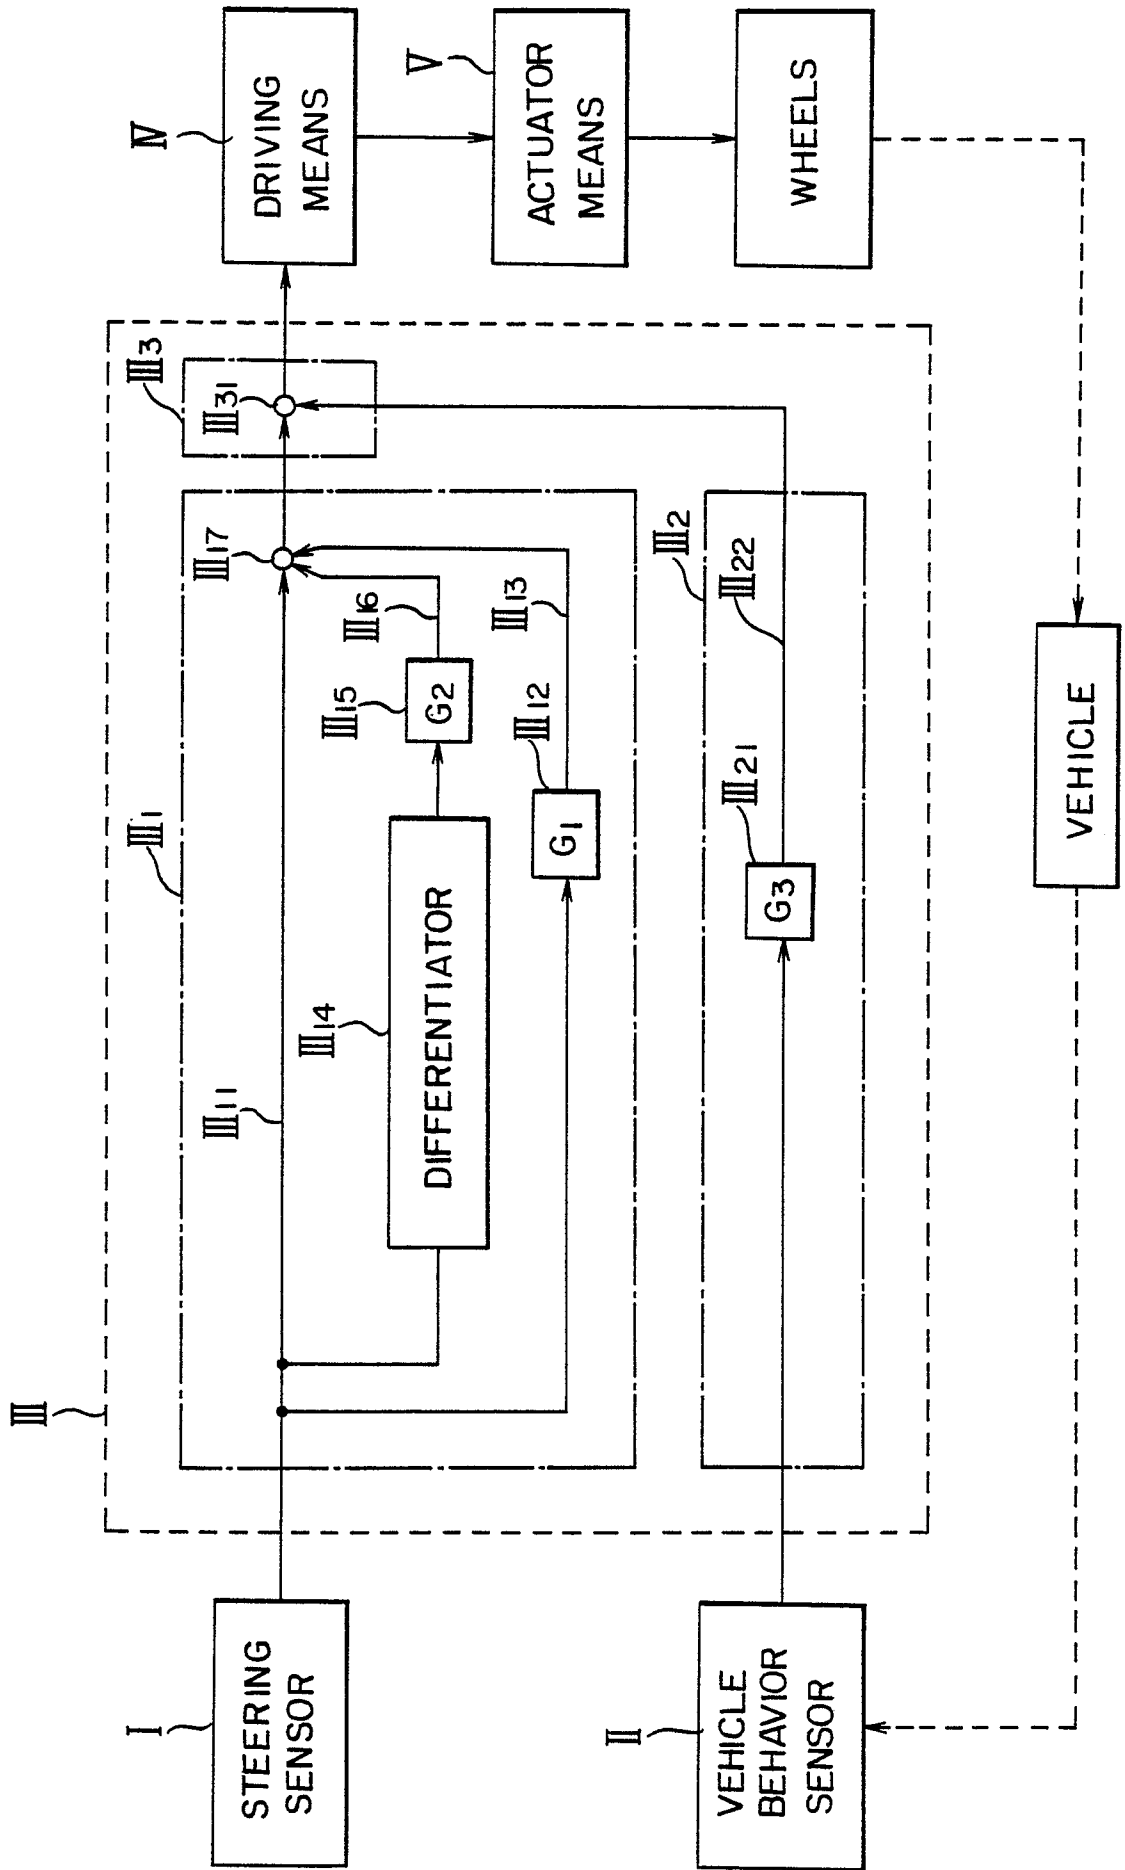 I
STEERING
SENSOR
II
VEHICLE
BEHAVIOR
SENSOR
III
III1
III11
III14
DIFFERENTIATOR
III15
G2
III16
III12
G1
III13
III17
III2
III21
G3
III22
III3
III31
IV
DRIVING
MEANS
V
ACTUATOR
MEANS
WHEELS
VEHICLE